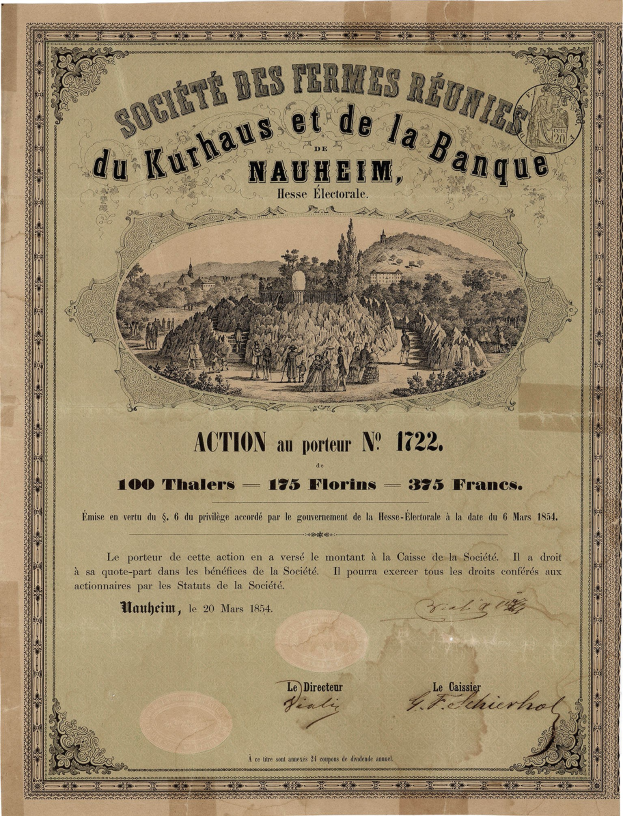 SOCIÉTÉ DES FERMES RÉUNIES
du Kurhaus et de la Banque
DE
NAUHEIM,
Hesse Électorale.
20
ACTION au porteur Nº 1722.
de
100 Thalers = 175 Florins = 375 Francs.
Émise en vertu du §. 6 du privilège accordé par le gouvernement de la Hesse-Électorale à la date du 6 Mars 1854.
Le porteur de cette action en a versé le montant à la Caisse de la Société. Il a droit
à sa quote-part dans les bénéfices de la Société. Il pourra exercer tous les droits conférés aux
actionnaires par les Statuts de la Société.
Nauheim, le 20 Mars 1854.
Le Directeur
Le Caissier
Viali
G. F. Schierhol
À ce titre sont annexés 24 coupons de dividende annuel.